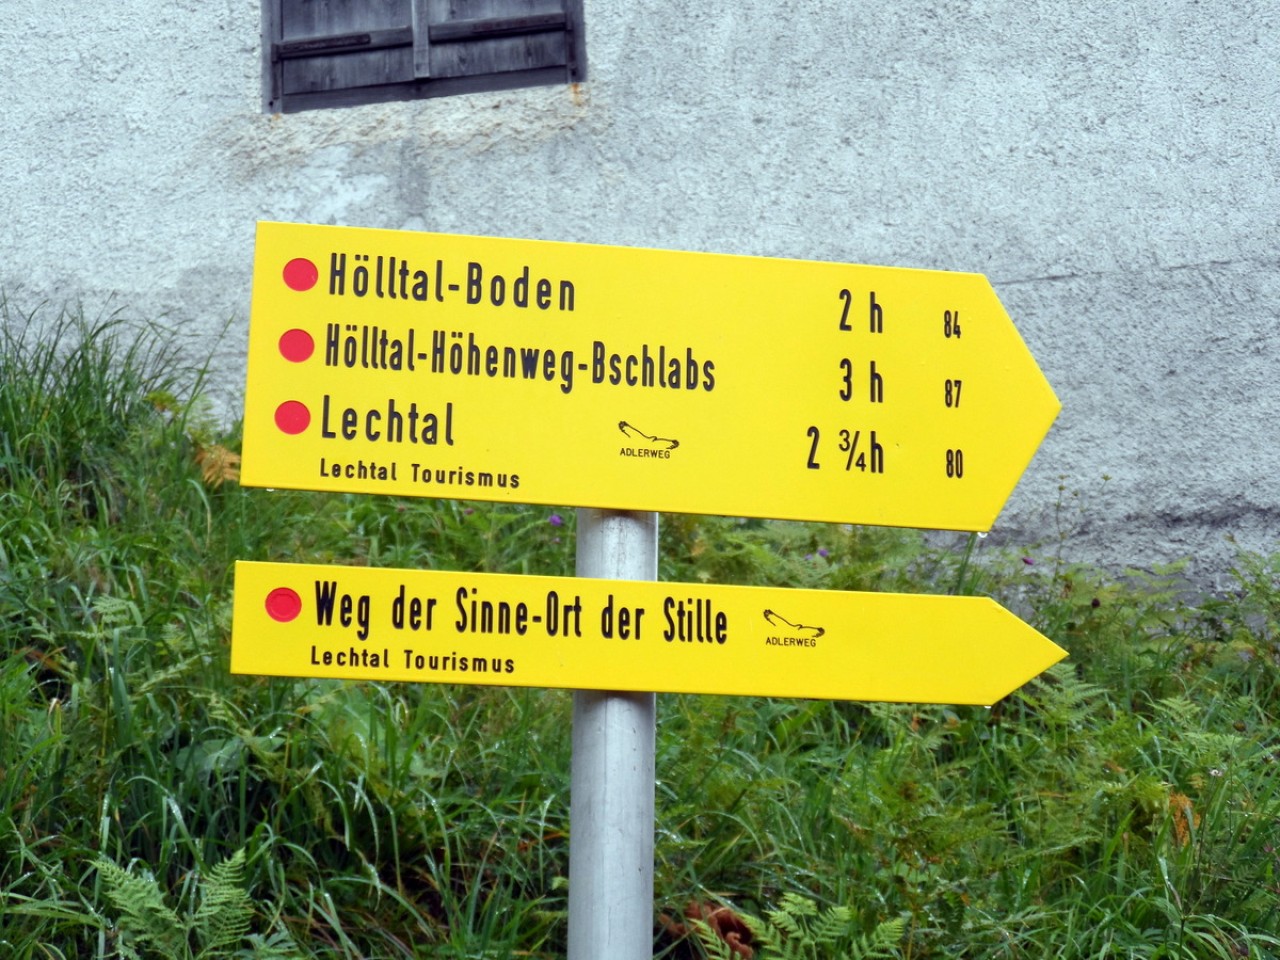 Hölltal-Boden 2 h 84
Hölltal-Höhenweg-Bschlabs 3 h 87
Lechtal ADLERWEG 2 ¾h 80
Lechtal Tourismus
Weg der Sinne-Ort der Stille ADLERWEG
Lechtal Tourismus